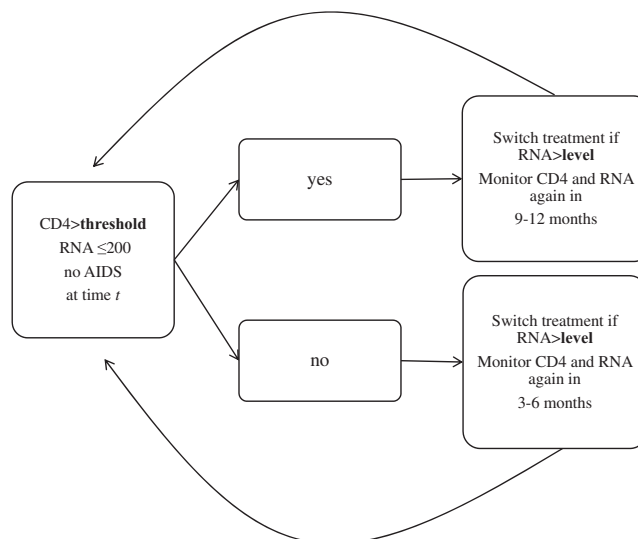 CD4>threshold
RNA ≤200
no AIDS
at time t
yes
Switch treatment if
RNA>level
Monitor CD4 and RNA
again in
9-12 months
no
Switch treatment if
RNA>level
Monitor CD4 and RNA
again in
3-6 months